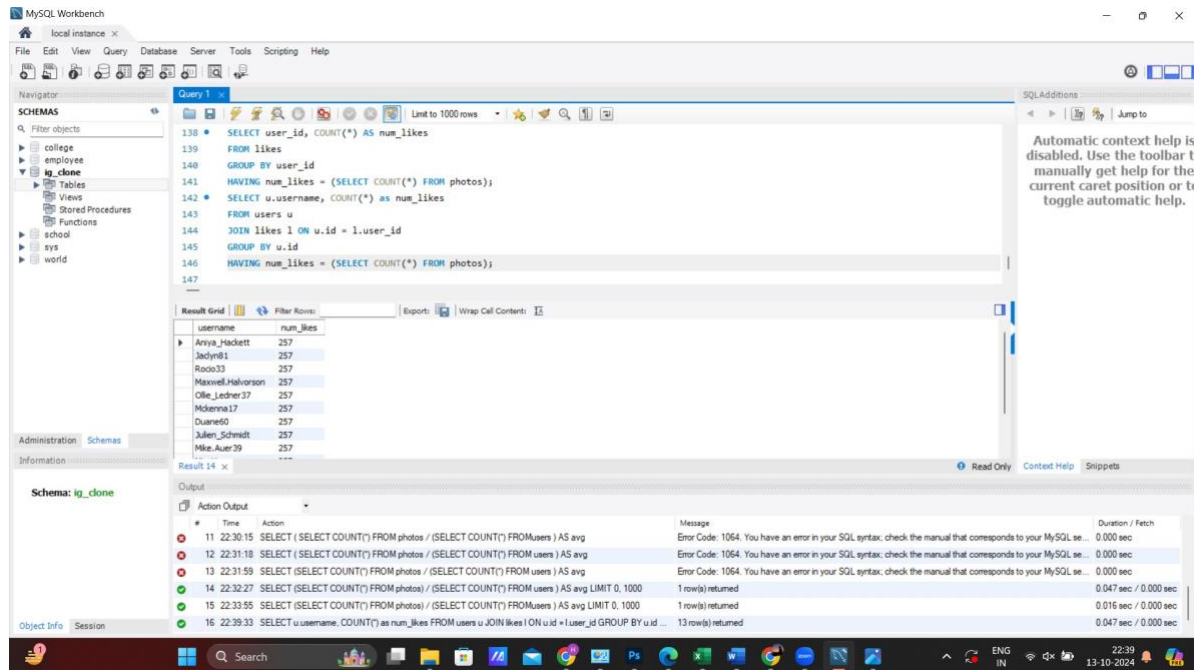 MySQL Workbench
local instance ×
File Edit View Query Database Server Tools Scripting Help
Navigator
SCHEMAS
Filter objects
college
employee
ig_clone
Tables
Views
Stored Procedures
Functions
school
sys
world
Administration Schemas
Information
Schema: ig_clone
Object Info Session
Query 1 ×
Limit to 1000 rows
138 SELECT user_id, COUNT(*) AS num_likes
139 FROM likes
140 GROUP BY user_id
141 HAVING num_likes = (SELECT COUNT(*) FROM photos);
142 SELECT u.username, COUNT(*) as num_likes
143 FROM users u
144 JOIN likes l ON u.id = l.user_id
145 GROUP BY u.id
146 HAVING num_likes = (SELECT COUNT(*) FROM photos);
147
Result Grid Filter Rows: Export: Wrap Cell Content:
username num_likes
Aniya_Hackett 257
Jadyn81 257
Rocio33 257
Maxwell.Halvorson 257
Ollie_Ledner37 257
Mckenna17 257
Duane60 257
Julien_Schmidt 257
Mike.Auer39 257
Result 14 × Read Only
SQLAdditions
Jump to
Automatic context help is
disabled. Use the toolbar t
manually get help for the
current caret position or to
toggle automatic help.
Context Help Snippets
Output
Action Output
# Time Action Message Duration / Fetch
11 22:30:15 SELECT ( SELECT COUNT(*) FROM photos / (SELECT COUNT(*) FROMusers ) AS avg Error Code: 1064. You have an error in your SQL syntax; check the manual that corresponds to your MySQL se... 0.000 sec
12 22:31:18 SELECT ( SELECT COUNT(*) FROM photos / (SELECT COUNT(*) FROM users ) AS avg Error Code: 1064. You have an error in your SQL syntax; check the manual that corresponds to your MySQL se... 0.000 sec
13 22:31:59 SELECT (SELECT COUNT(*) FROM photos / (SELECT COUNT(*) FROM users ) AS avg Error Code: 1064. You have an error in your SQL syntax; check the manual that corresponds to your MySQL se... 0.000 sec
14 22:32:27 SELECT (SELECT COUNT(*) FROM photos) / (SELECT COUNT(*) FROM users ) AS avg LIMIT 0, 1000 1 row(s) returned 0.047 sec / 0.000 sec
15 22:33:55 SELECT (SELECT COUNT(*) FROM photos) / (SELECT COUNT(*) FROMusers ) AS avg LIMIT 0, 1000 1 row(s) returned 0.016 sec / 0.000 sec
16 22:39:33 SELECT u.username, COUNT(*) as num_likes FROM users u JOIN likes l ON u.id = l.user_id GROUP BY u.id ... 13 row(s) returned 0.047 sec / 0.000 sec
Search
ENG
IN
22:39
13-10-2024